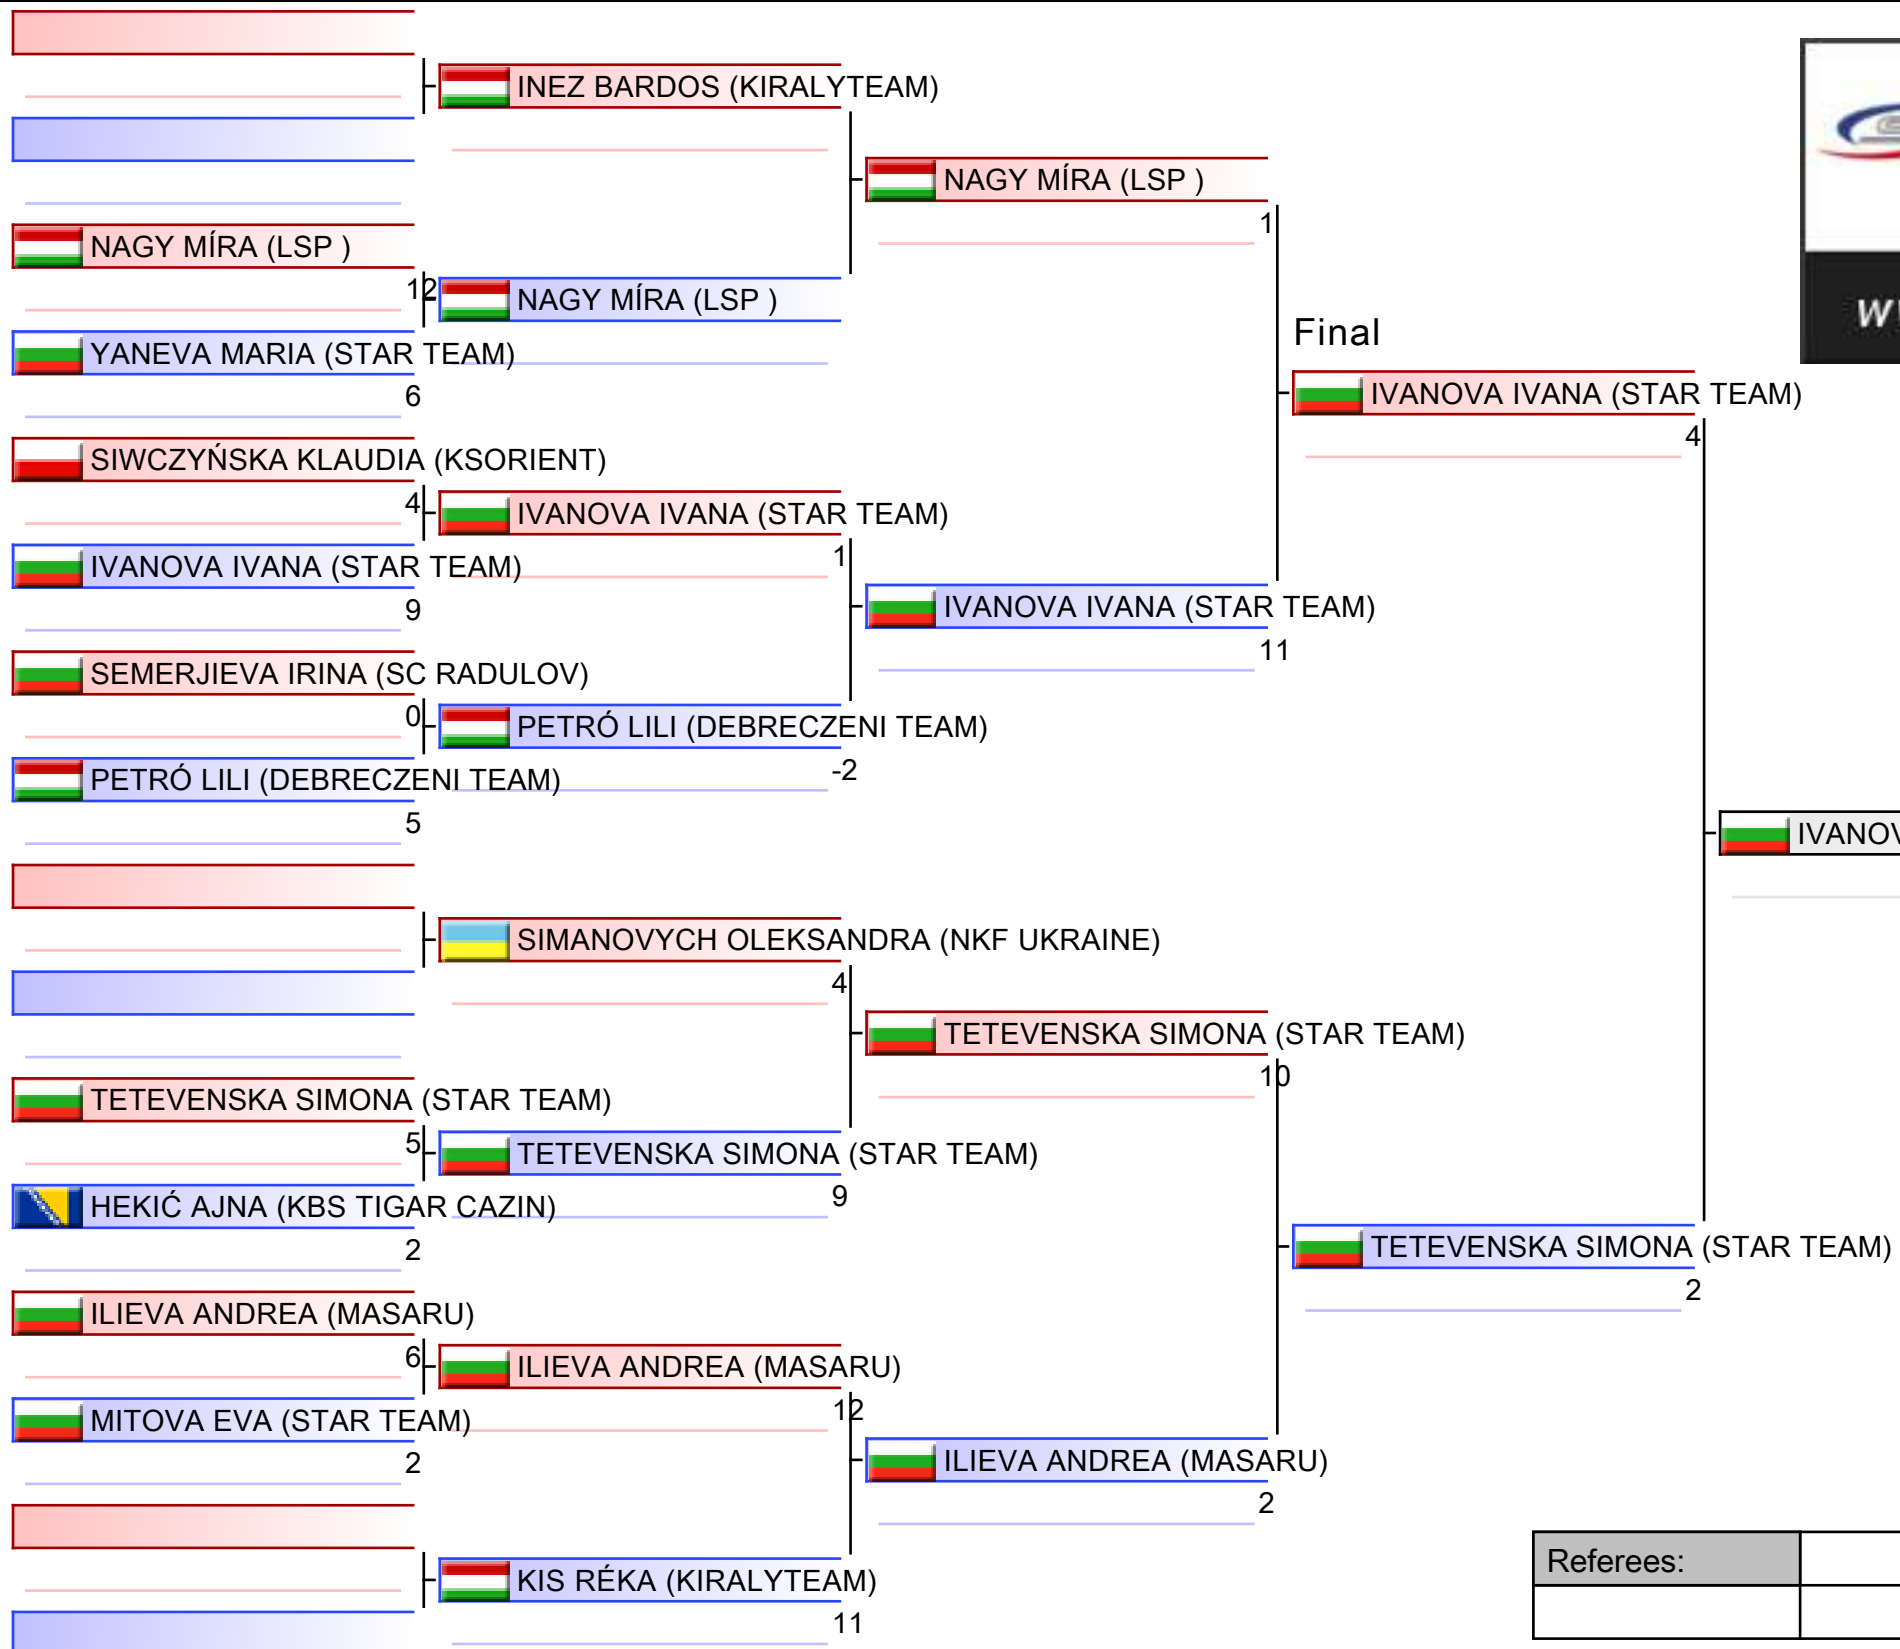 INEZ BARDOS (KIRALYTEAM)
NAGY MÍRA (LSP )
1
NAGY MÍRA (LSP )
12
NAGY MÍRA (LSP )
YANEVA MARIA (STAR TEAM)
6
Final
IVANOVA IVANA (STAR TEAM)
4
SIWCZYŃSKA KLAUDIA (KSORIENT)
4
IVANOVA IVANA (STAR TEAM)
1
IVANOVA IVANA (STAR TEAM)
9
IVANOVA IVANA (STAR TEAM)
11
SEMERJIEVA IRINA (SC RADULOV)
0
PETRÓ LILI (DEBRECZENI TEAM)
-2
PETRÓ LILI (DEBRECZENI TEAM)
5
SIMANOVYCH OLEKSANDRA (NKF UKRAINE)
4
TETEVENSKA SIMONA (STAR TEAM)
10
TETEVENSKA SIMONA (STAR TEAM)
5
TETEVENSKA SIMONA (STAR TEAM)
9
HEKIĆ AJNA (KBS TIGAR CAZIN)
2
TETEVENSKA SIMONA (STAR TEAM)
2
ILIEVA ANDREA (MASARU)
6
ILIEVA ANDREA (MASARU)
12
MITOVA EVA (STAR TEAM)
2
ILIEVA ANDREA (MASARU)
2
KIS RÉKA (KIRALYTEAM)
11
Referees: